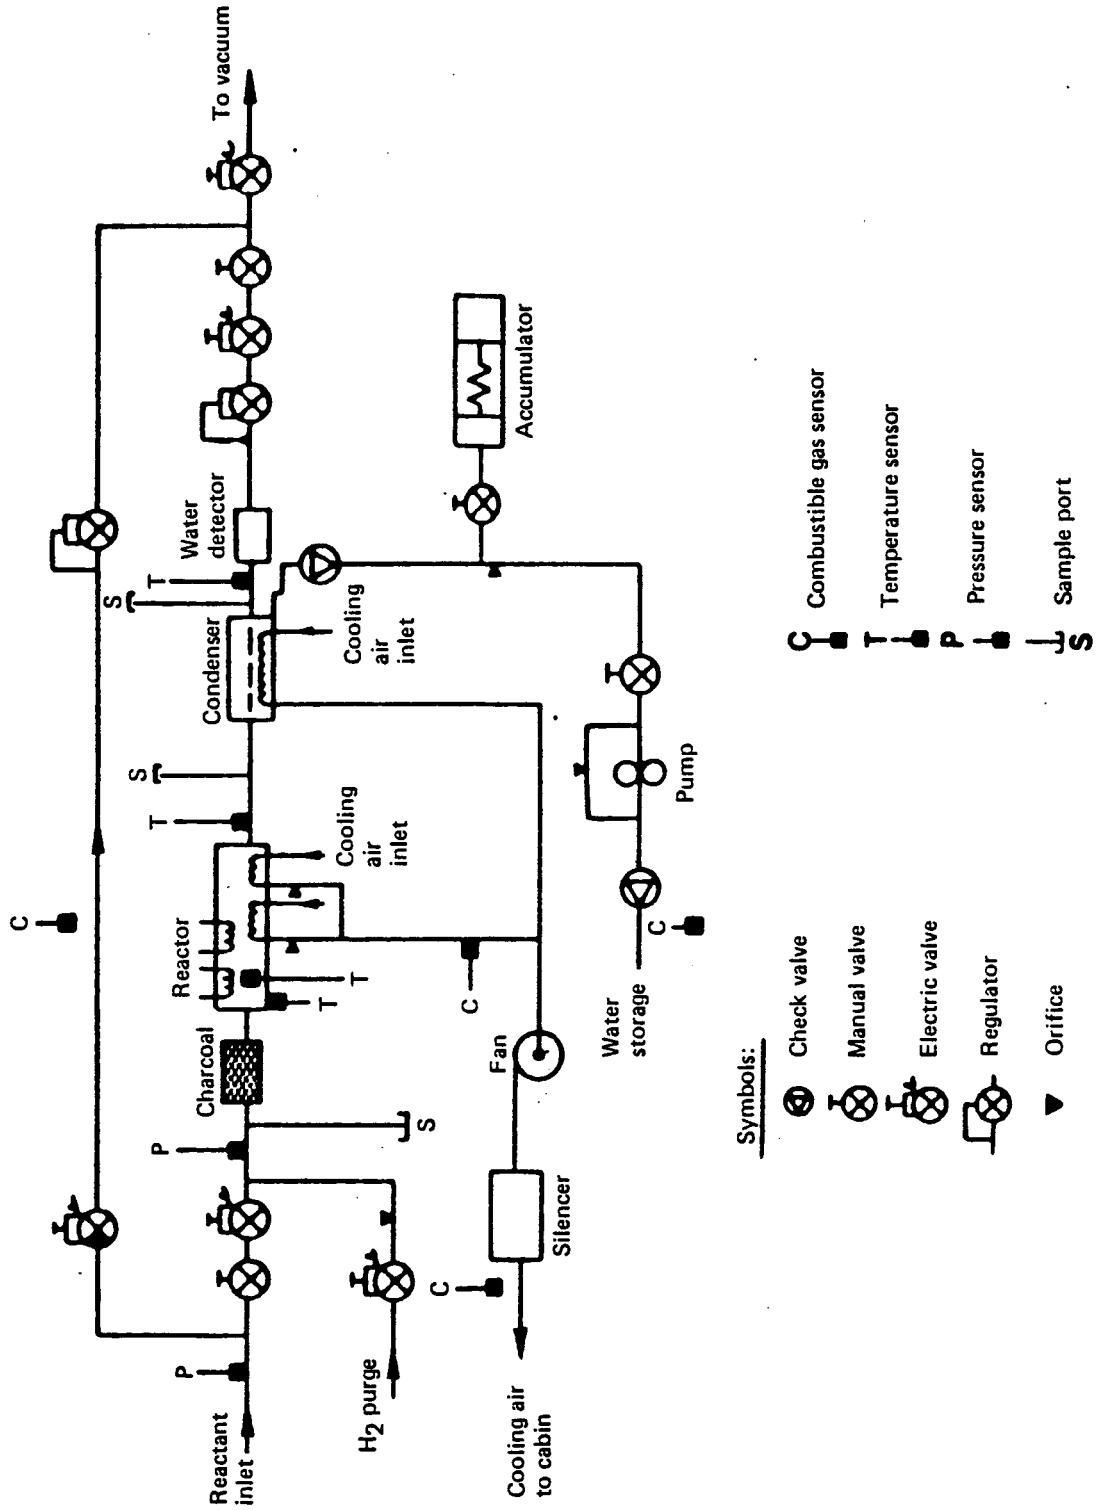 Reactant
inlet
P
H2 purge
Cooling air
to cabin
C
Silencer
Fan
P
S
Charcoal
Reactor
T
T
C
C
Cooling
air
inlet
T
S
Condenser
Cooling
air
inlet
S
T
Water
detector
To vacuum
Accumulator
Pump
Water
storage
C
Symbols:
Check valve
Manual valve
Electric valve
Regulator
Orifice
C Combustible gas sensor
T Temperature sensor
P Pressure sensor
S Sample port